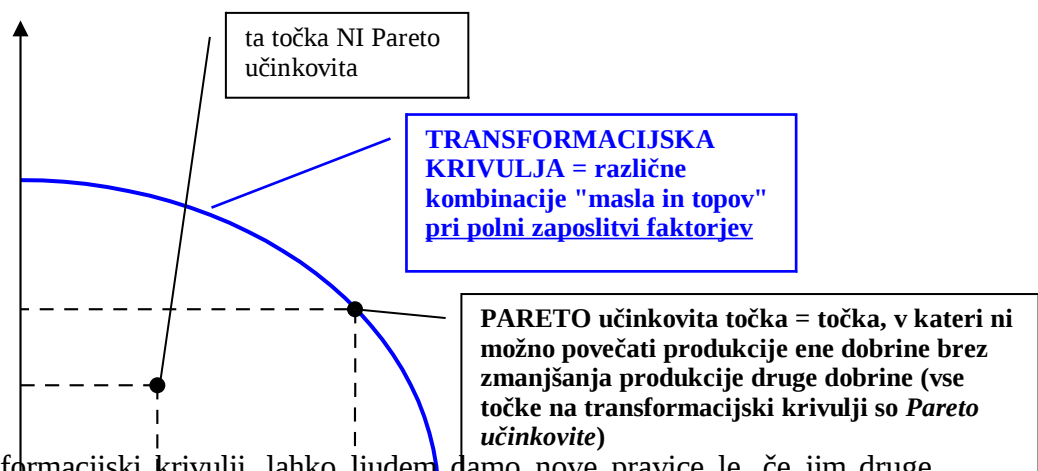 ta točka NI Pareto
učinkovita
TRANSFORMACIJSKA
KRIVULJA = različne
kombinacije "masla in topov"
pri polni zaposlitvi faktorjev
PARETO učinkovita točka = točka, v kateri ni
možno povečati produkcije ene dobrine brez
zmanjšanja produkcije druge dobrine (vse
točke na transformacijski krivulji so Pareto
učinkovite)
formacijski krivulji, lahko ljudem damo nove pravice le, če jim druge